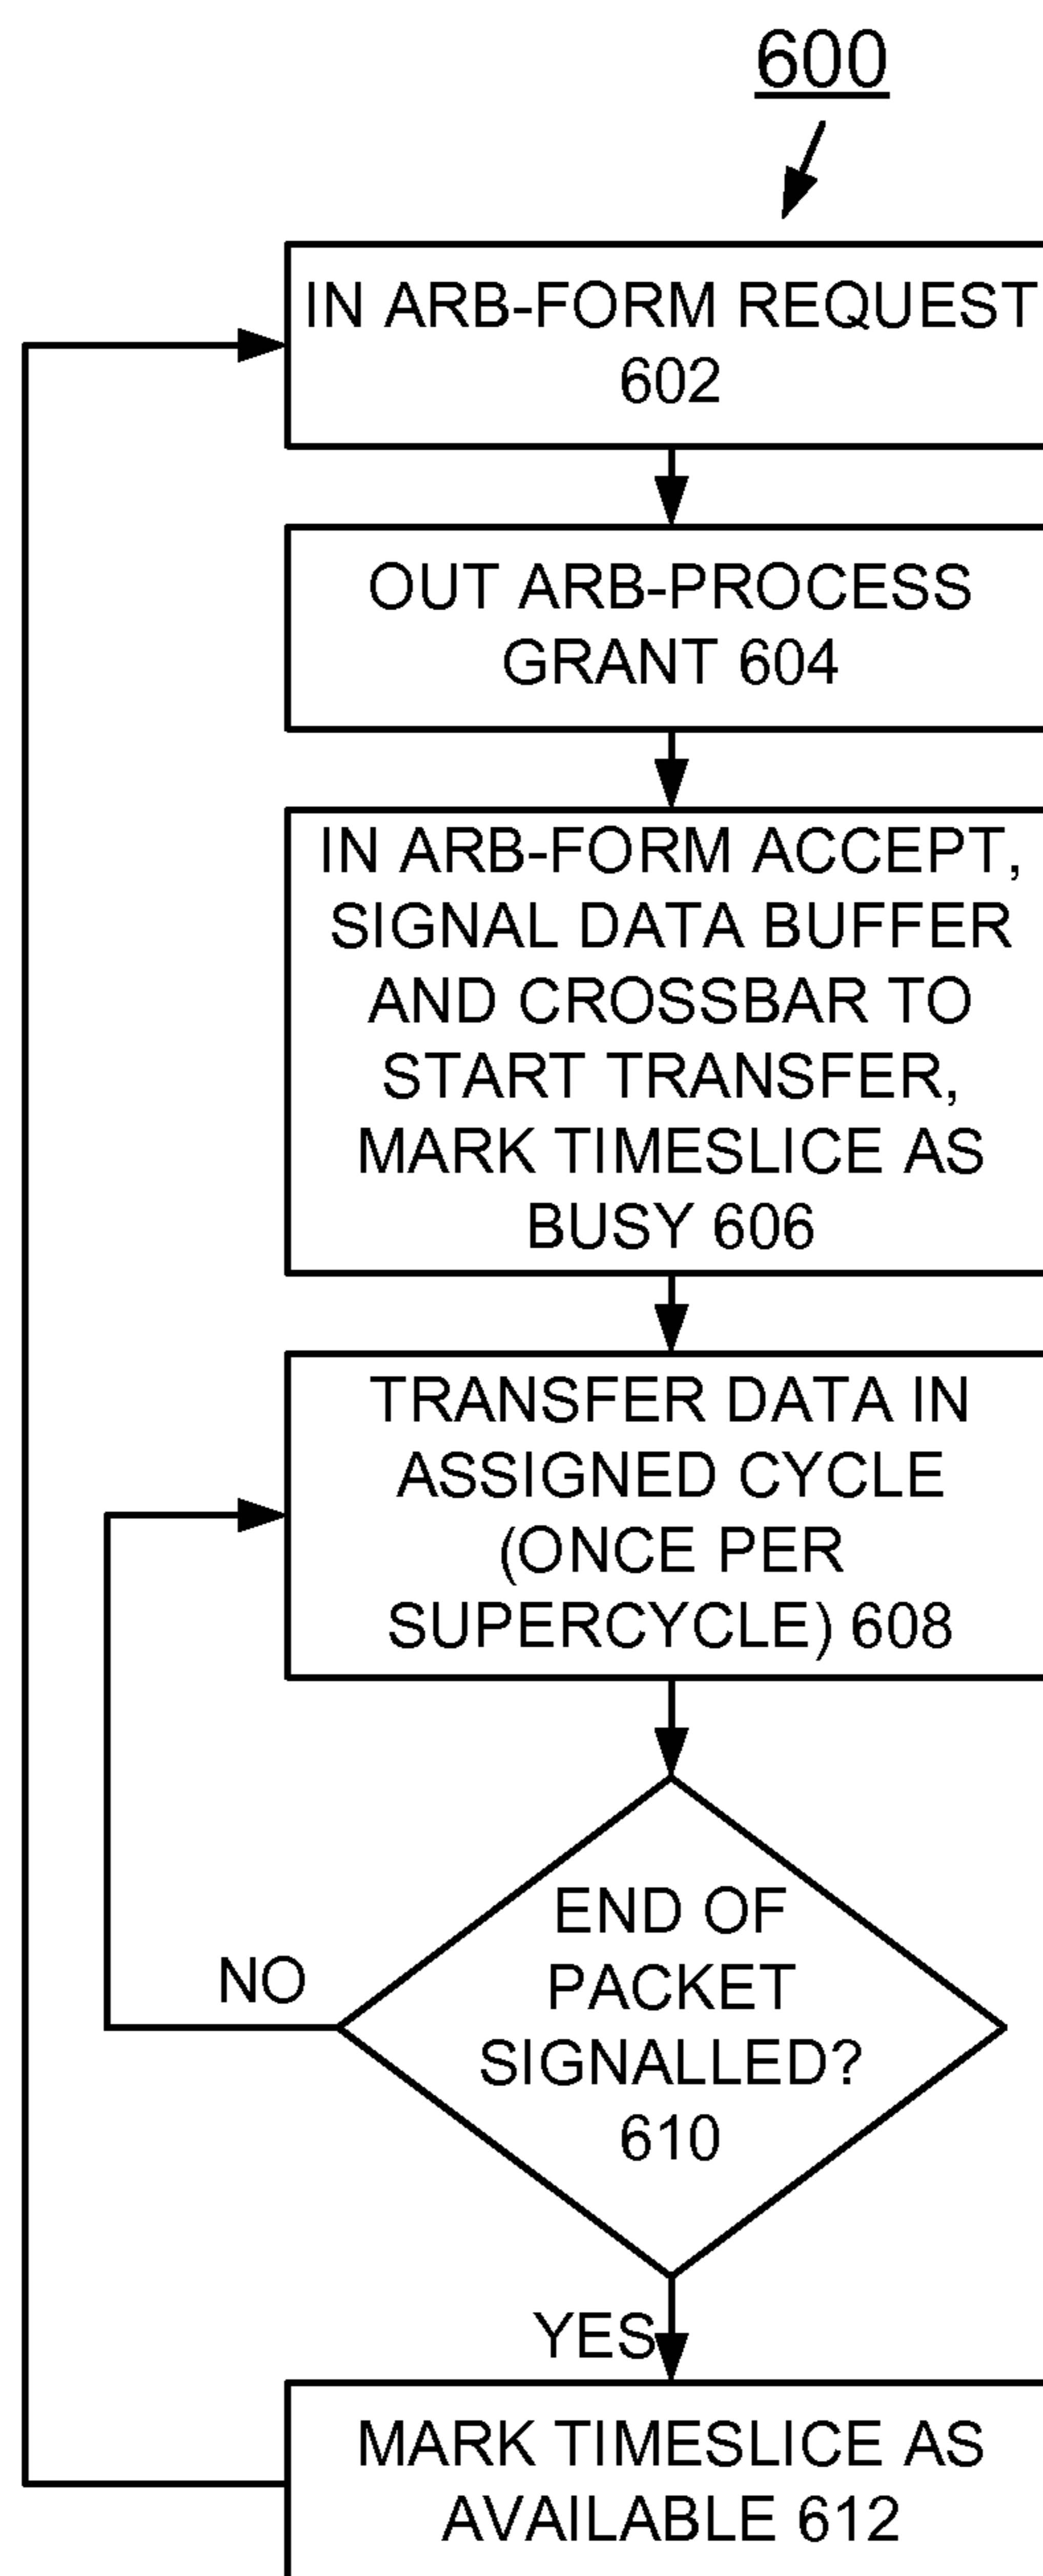 600
IN ARB-FORM REQUEST
602
OUT ARB-PROCESS
GRANT 604
IN ARB-FORM ACCEPT,
SIGNAL DATA BUFFER
AND CROSSBAR TO
START TRANSFER,
MARK TIMESLICE AS
BUSY 606
TRANSFER DATA IN
ASSIGNED CYCLE
(ONCE PER
SUPERCYCLE) 608
END OF
PACKET
SIGNALLED?
610
NO
YES
MARK TIMESLICE AS
AVAILABLE 612